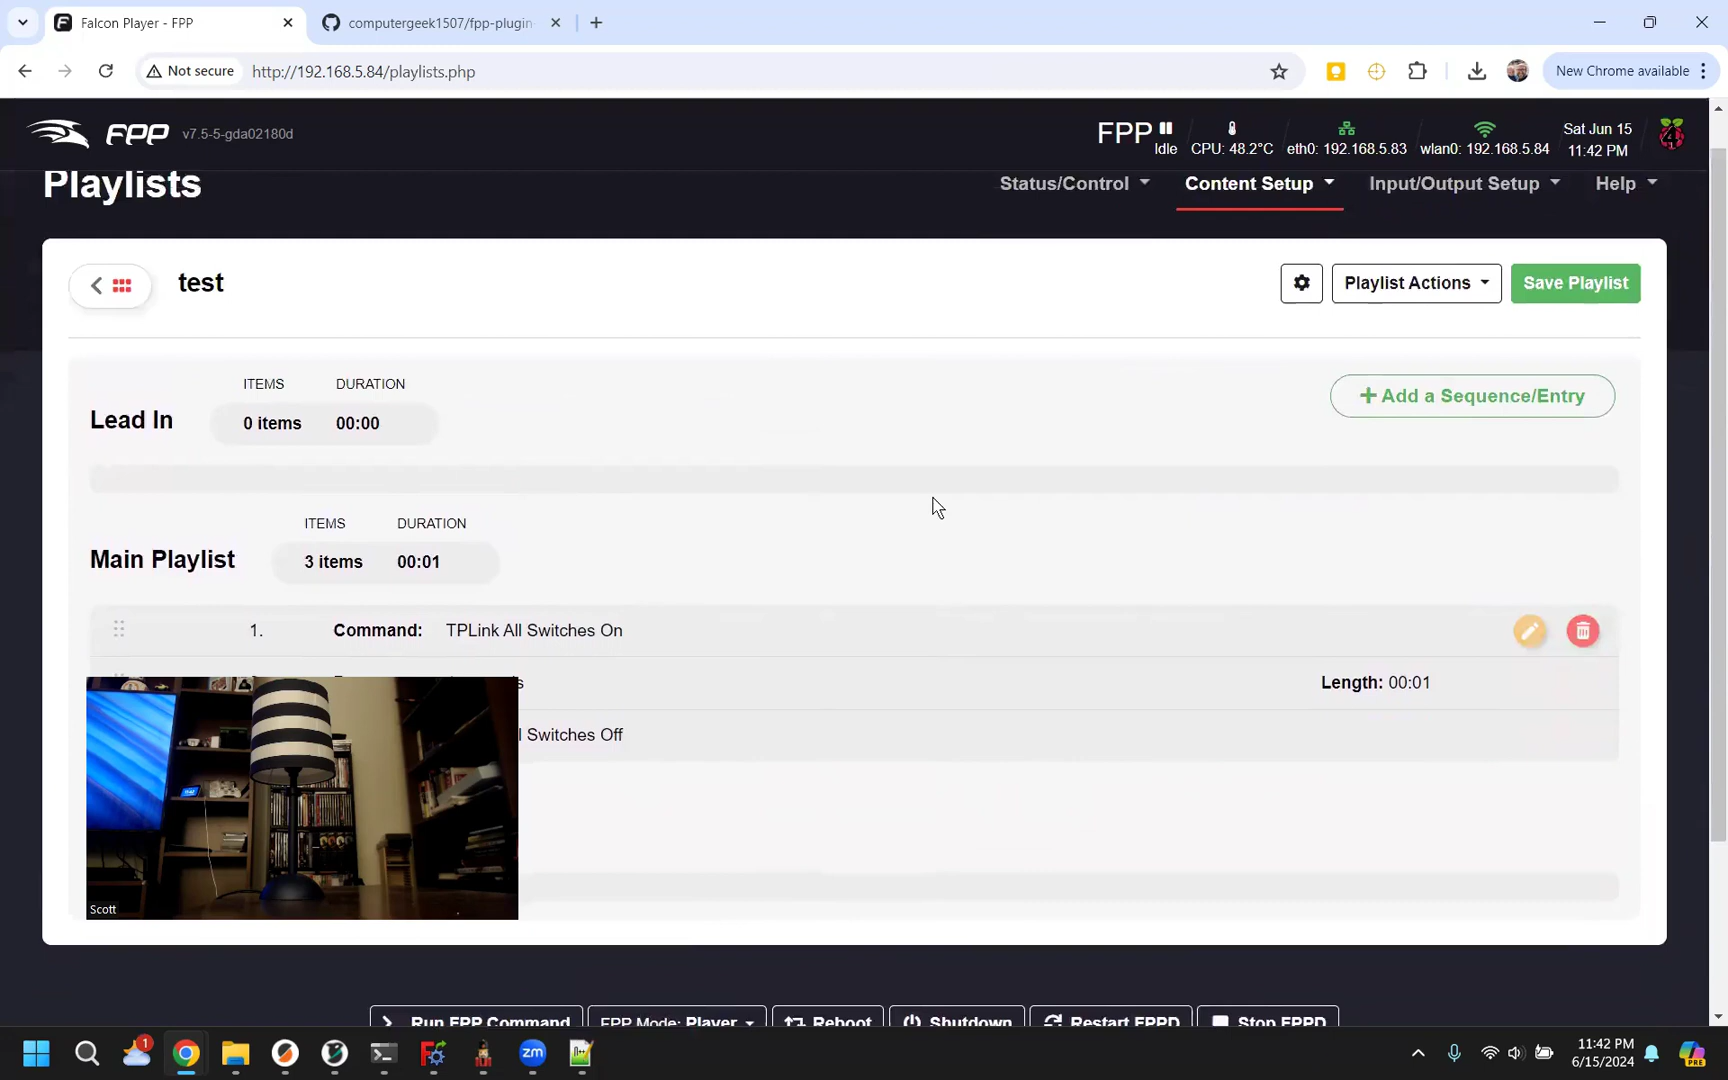 Falcon Player - FPP
computergeek1507/fpp-plugin-
Not secure
http://192.168.5.84/playlists.php
New Chrome available
FPP v7.5-5-gda02180d
FPP
Idle
CPU: 48.2°C
eth0: 192.168.5.83
wlan0: 192.168.5.84
Sat Jun 15
11:42 PM
Playlists
Status/Control
Content Setup
Input/Output Setup
Help
test
Playlist Actions
Save Playlist
ITEMS DURATION
Lead In 0 items 00:00
Add a Sequence/Entry
ITEMS DURATION
Main Playlist 3 items 00:01
1. Command: TPLink All Switches On
Length: 00:01
l Switches Off
Scott
Run FPP Command
FPP Mode: Player
Reboot
Shutdown
Restart FPPD
Stop FPPD
1
zm
PRE
11:42 PM
6/15/2024